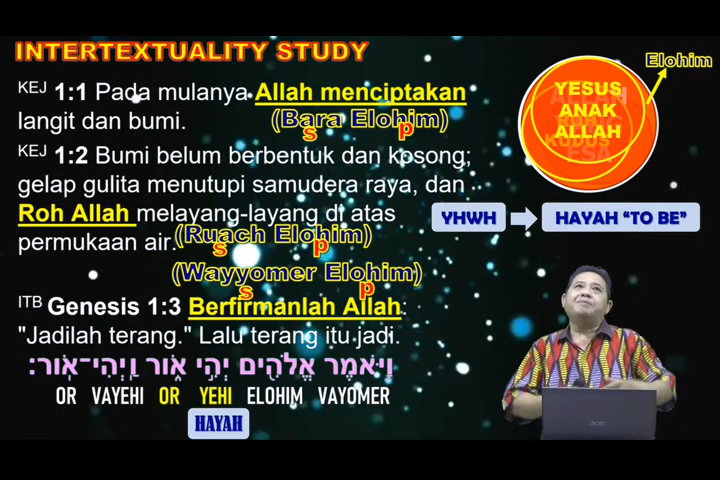 INTERTEXTUALITY STUDY
KEJ 1:1 Pada mulanya Allah menciptakan
langit dan bumi. (Bara Elohim)
s p
KEJ 1:2 Bumi belum berbentuk dan kosong;
gelap gulita menutupi samudera raya, dan
Roh Allah melayang-layang di atas
permukaan air. (Ruach Elohim)
s p
(Wayyomer Elohim)
s p
ITB Genesis 1:3 Berfirmanlah Allah:
"Jadilah terang." Lalu terang itu jadi.
וַיֹּ֥אמֶר אֱלֹהִ֖ים יְהִ֣י א֑וֹר וַֽיְהִי־אֽוֹר׃
OR VAYEHI OR YEHI ELOHIM VAYOMER
HAYAH
Elohim
YESUS
ANAK
ALLAH
KUDUS
ESA
YHWH
HAYAH "TO BE"
acer